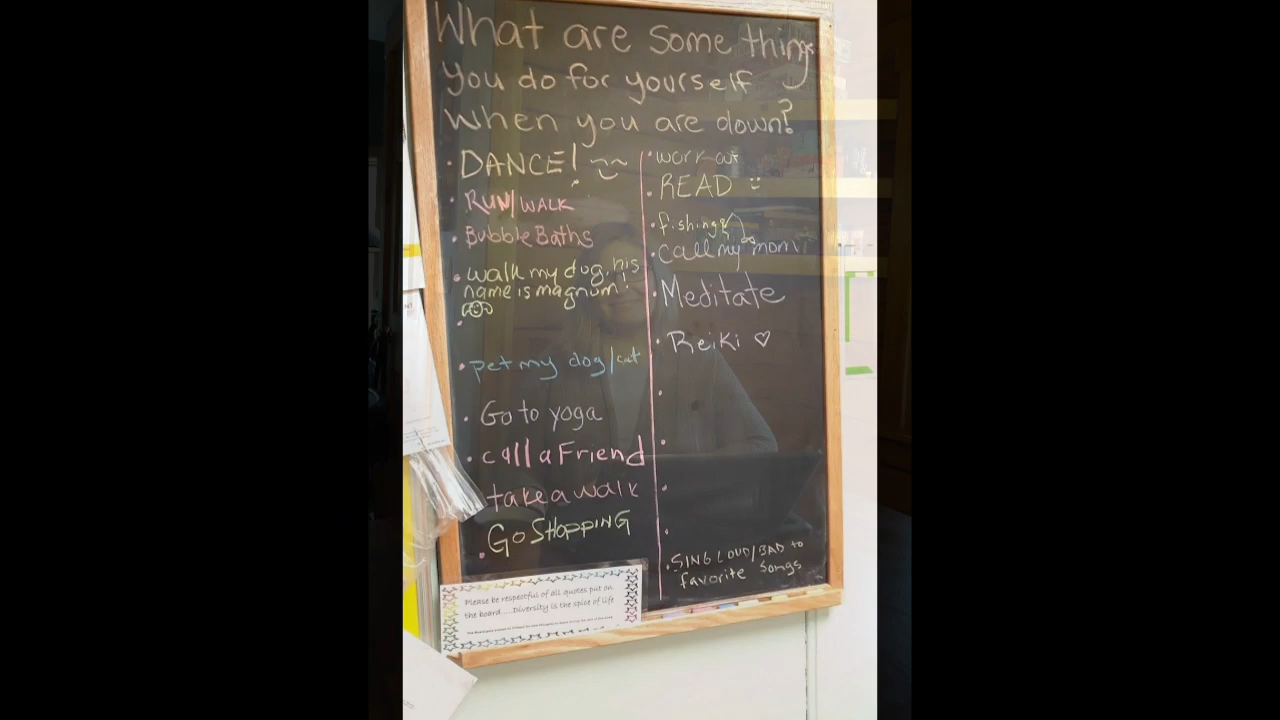 What are some things
you do for yourself
when you are down?
• DANCE!
• RUN/WALK
• Bubble Baths
• walk my dog, his
name is magnum!
• pet my dog/cat
• Go to yoga
• call a Friend
take a walk
• Go SHOPPING
• work out
• READ
• fishing
• call my mom
• Meditate
• Reiki ♡
• SING LOUD/BAD to
favorite songs
Please be respectful of all quotes put on
the board.....Diversity is the spice of life